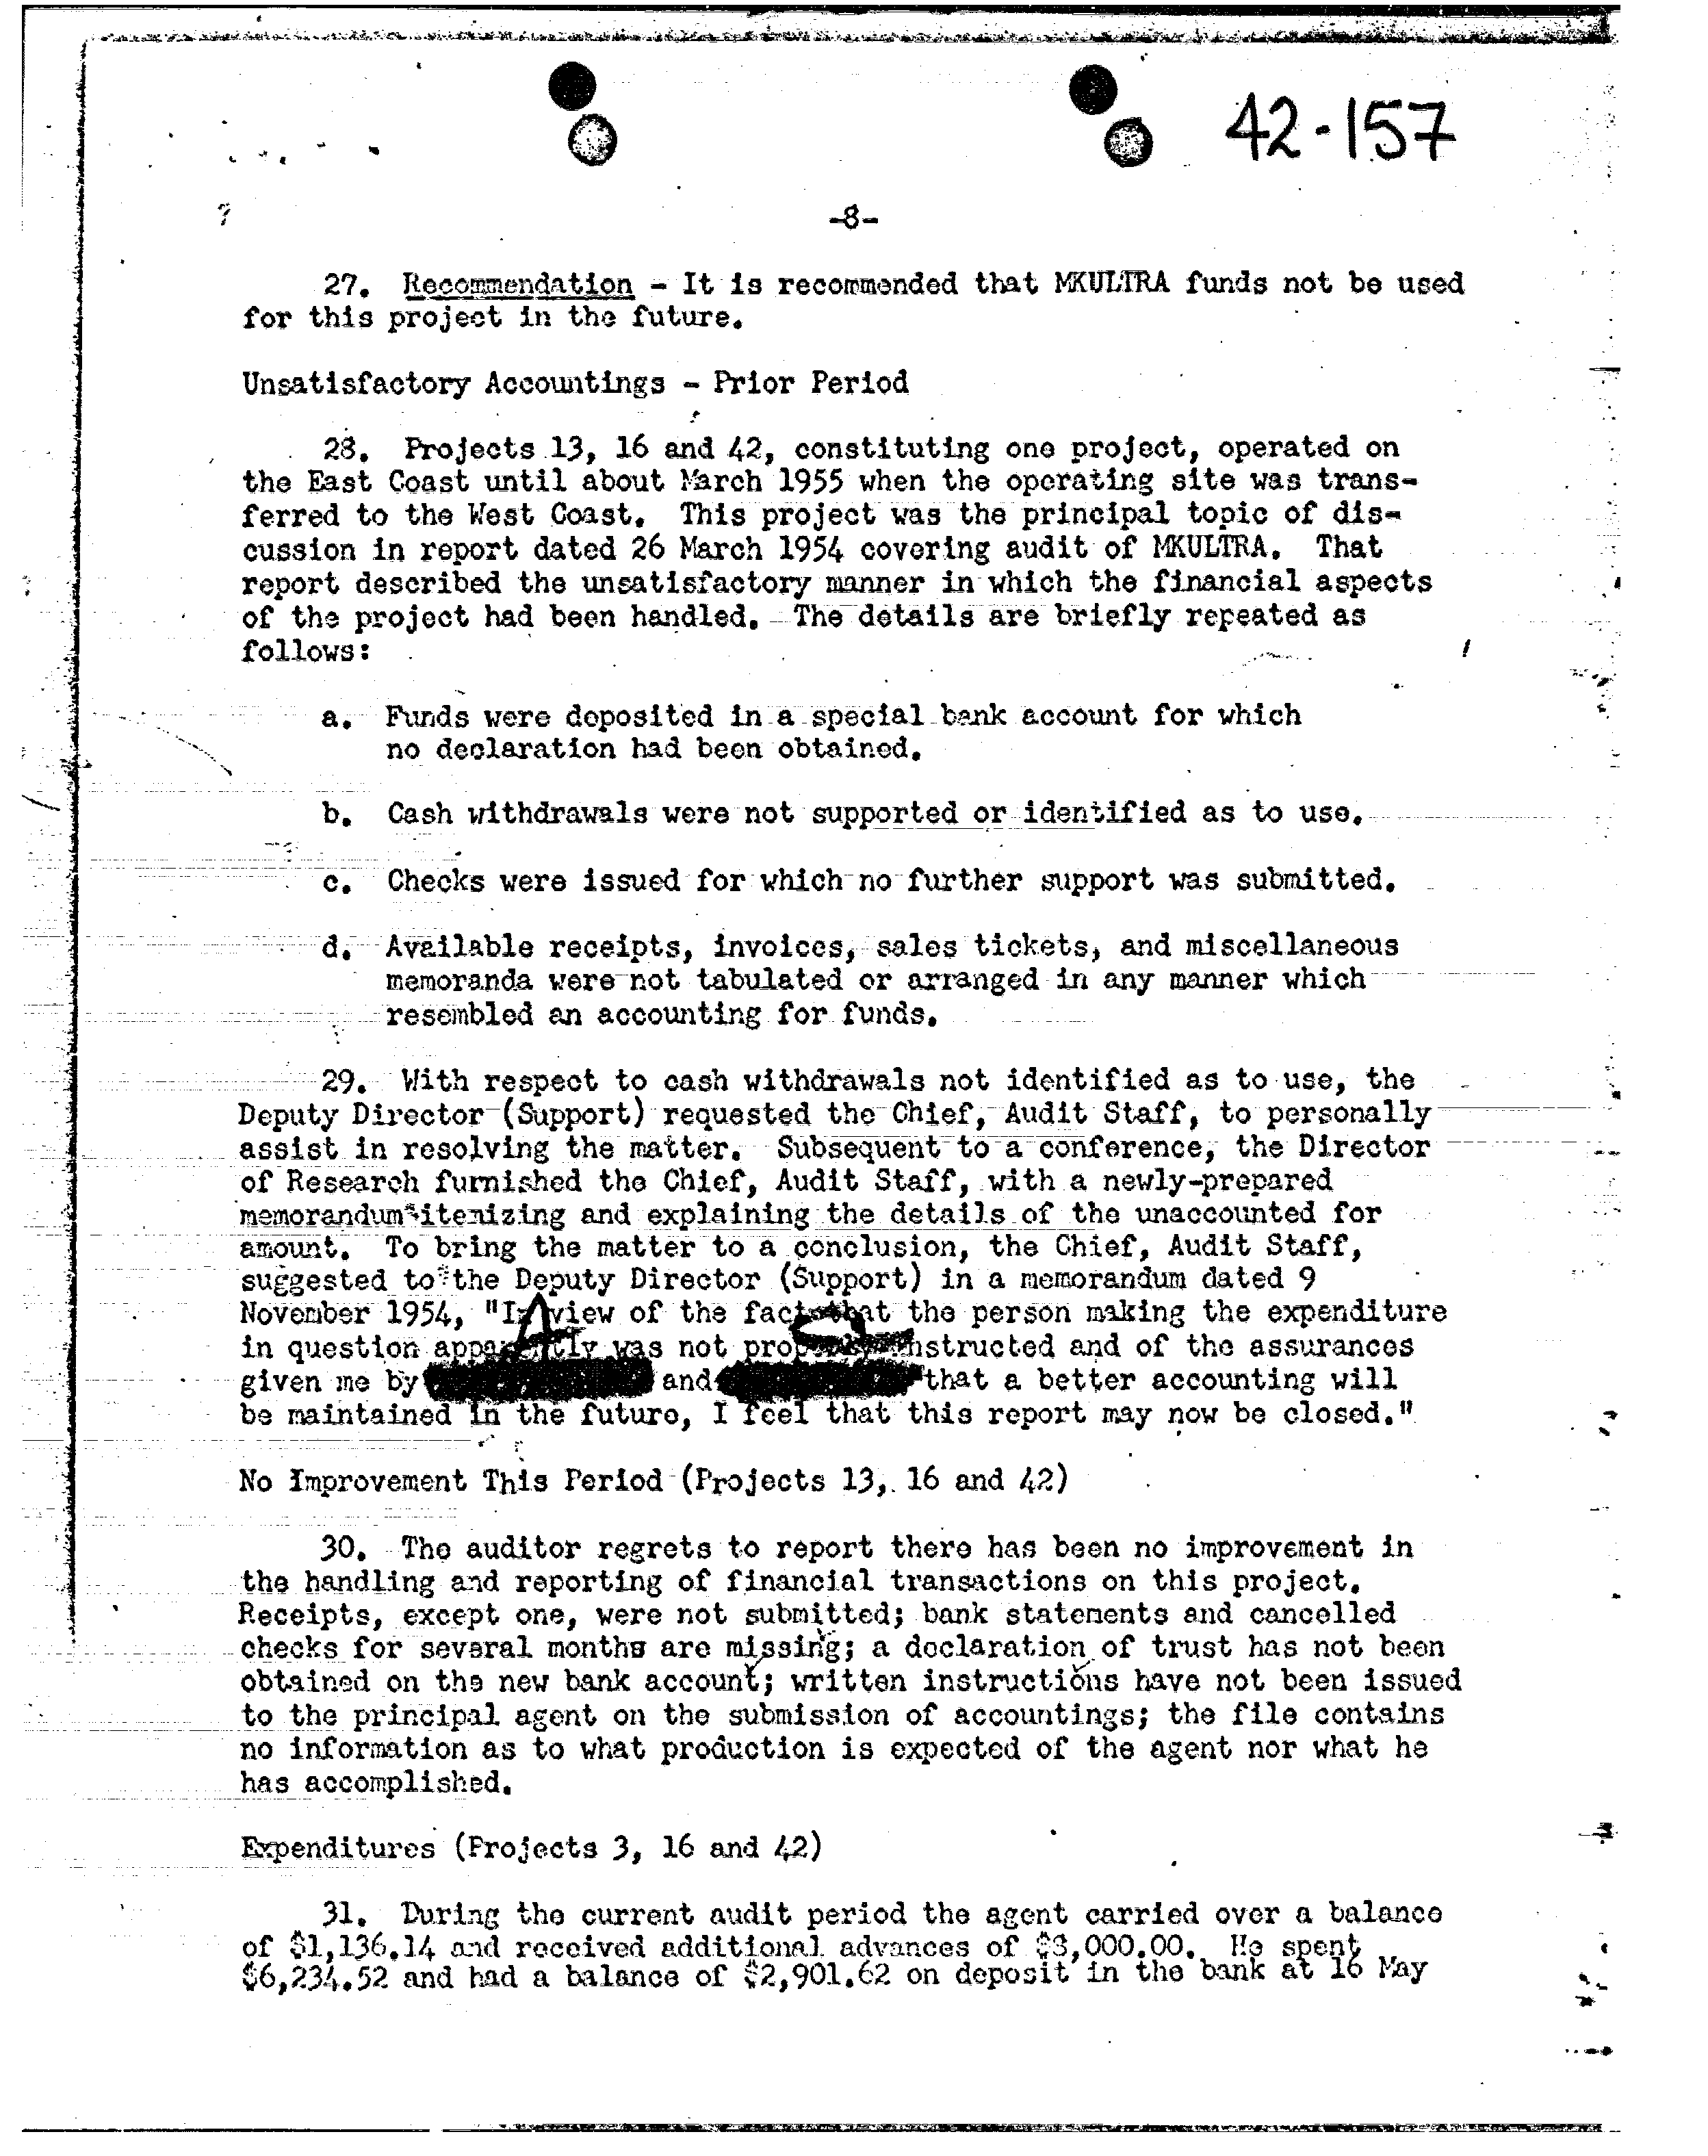 42-157
-8-
27. Recommendation - It is recommended that MKULTRA funds not be used
for this project in the future.
Unsatisfactory Accountings - Prior Period
28. Projects 13, 16 and 42, constituting one project, operated on
the East Coast until about March 1955 when the operating site was trans-
ferred to the West Coast. This project was the principal topic of dis-
cussion in report dated 26 March 1954 covering audit of MKULTRA. That
report described the unsatisfactory manner in which the financial aspects
of the project had been handled. The details are briefly repeated as
follows:
a. Funds were deposited in a special bank account for which
no declaration had been obtained.
b. Cash withdrawals were not supported or identified as to use.
c. Checks were issued for which no further support was submitted.
d. Available receipts, invoices, sales tickets, and miscellaneous
memoranda were not tabulated or arranged in any manner which
resembled an accounting for funds.
29. With respect to cash withdrawals not identified as to use, the
Deputy Director (Support) requested the Chief, Audit Staff, to personally
assist in resolving the matter. Subsequent to a conference, the Director
of Research furnished the Chief, Audit Staff, with a newly-prepared
memorandum itemizing and explaining the details of the unaccounted for
amount. To bring the matter to a conclusion, the Chief, Audit Staff,
suggested to the Deputy Director (Support) in a memorandum dated 9
November 1954, "In view of the fact that the person making the expenditure
in question apparently was not properly instructed and of the assurances
given me by and that a better accounting will
be maintained in the future, I feel that this report may now be closed."
A
C
No Improvement This Period (Projects 13, 16 and 42)
30. The auditor regrets to report there has been no improvement in
the handling and reporting of financial transactions on this project.
Receipts, except one, were not submitted; bank statements and cancelled
checks for several months are missing; a declaration of trust has not been
obtained on the new bank account; written instructions have not been issued
to the principal agent on the submission of accountings; the file contains
no information as to what production is expected of the agent nor what he
has accomplished.
Expenditures (Projects 3, 16 and 42)
31. During the current audit period the agent carried over a balance
of $1,136.14 and received additional advances of $8,000.00. He spent
$6,234.52 and had a balance of $2,901.62 on deposit in the bank at 16 May